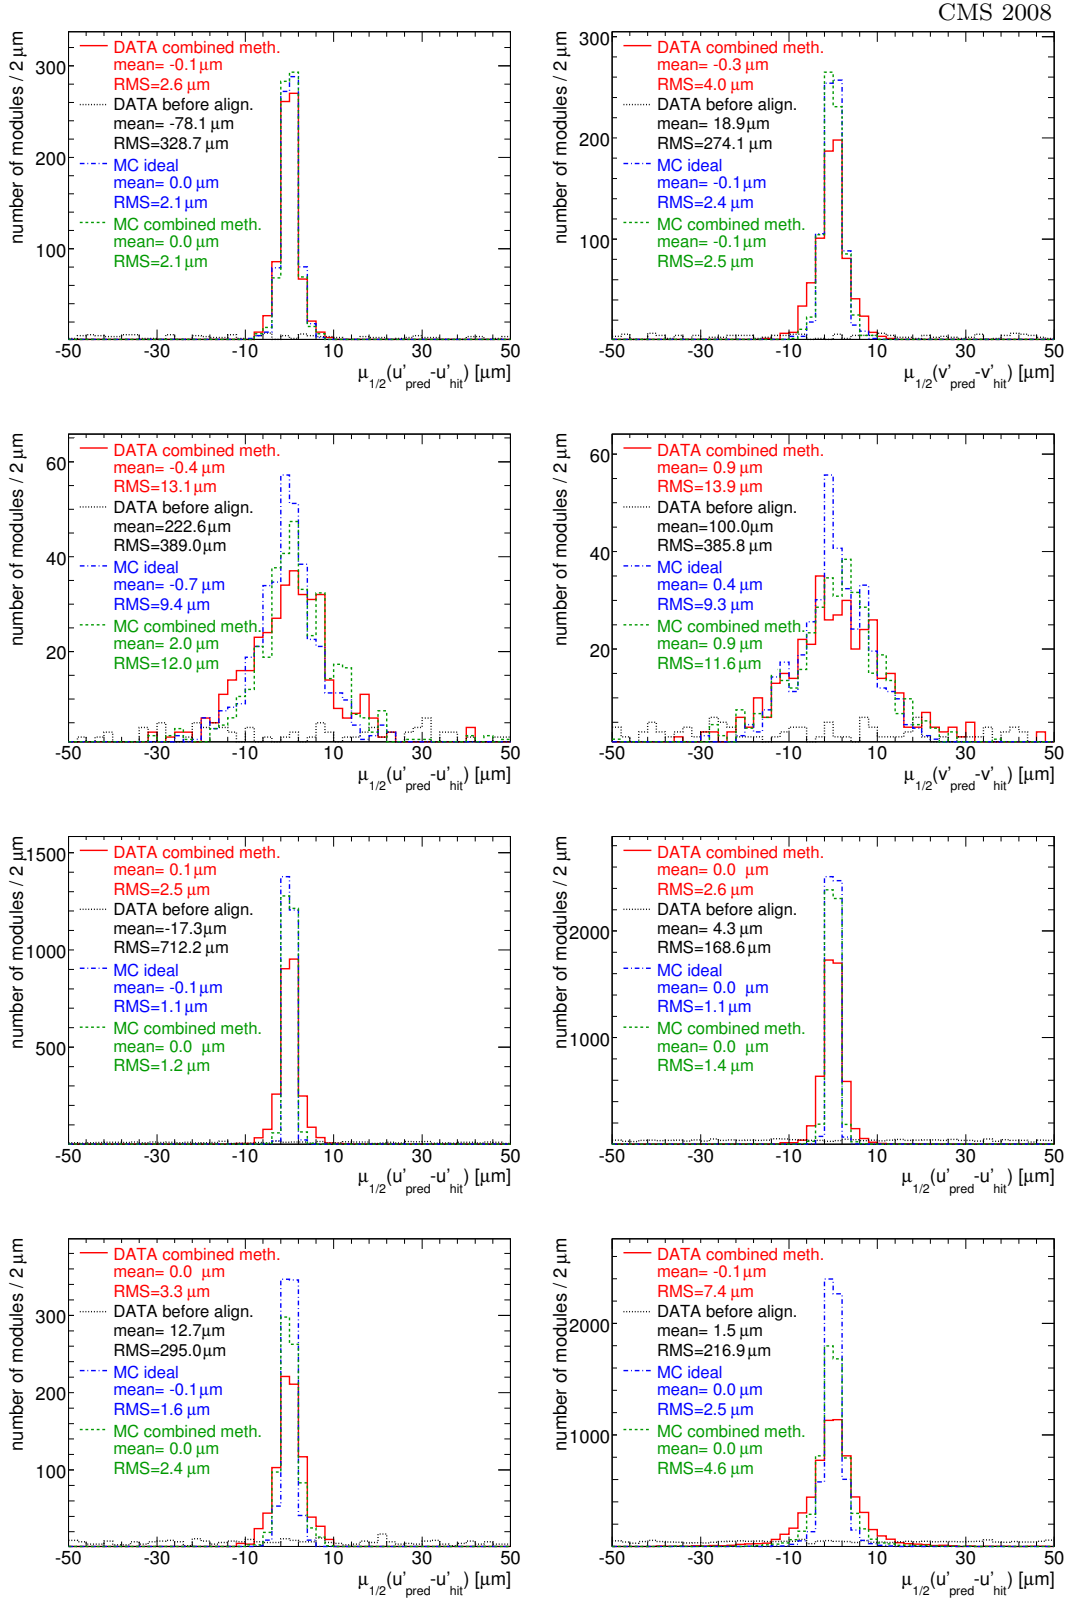 CMS 2008
number of modules / 2 μm
300
200
100
DATA combined meth.
mean= -0.1 μm
RMS=2.6 μm
DATA before align.
mean= -78.1 μm
RMS=328.7 μm
MC ideal
mean= 0.0 μm
RMS=2.1 μm
MC combined meth.
mean= 0.0 μm
RMS=2.1 μm
-50 -30 -10 10 30 50
μ1/2(u'pred-u'hit) [μm]
number of modules / 2 μm
300
200
100
DATA combined meth.
mean= -0.3 μm
RMS=4.0 μm
DATA before align.
mean= 18.9 μm
RMS=274.1 μm
MC ideal
mean= -0.1 μm
RMS=2.4 μm
MC combined meth.
mean= -0.1 μm
RMS=2.5 μm
-50 -30 -10 10 30 50
μ1/2(v'pred-v'hit) [μm]
number of modules / 2 μm
60
40
20
DATA combined meth.
mean= -0.4 μm
RMS=13.1 μm
DATA before align.
mean=222.6 μm
RMS=389.0 μm
MC ideal
mean= -0.7 μm
RMS=9.4 μm
MC combined meth.
mean= 2.0 μm
RMS=12.0 μm
-50 -30 -10 10 30 50
μ1/2(u'pred-u'hit) [μm]
number of modules / 2 μm
60
40
20
DATA combined meth.
mean= 0.9 μm
RMS=13.9 μm
DATA before align.
mean=100.0 μm
RMS=385.8 μm
MC ideal
mean= 0.4 μm
RMS=9.3 μm
MC combined meth.
mean= 0.9 μm
RMS=11.6 μm
-50 -30 -10 10 30 50
μ1/2(v'pred-v'hit) [μm]
number of modules / 2 μm
1500
1000
500
DATA combined meth.
mean= 0.1 μm
RMS=2.5 μm
DATA before align.
mean=-17.3 μm
RMS=712.2 μm
MC ideal
mean= -0.1 μm
RMS=1.1 μm
MC combined meth.
mean= 0.0 μm
RMS=1.2 μm
-50 -30 -10 10 30 50
μ1/2(u'pred-u'hit) [μm]
number of modules / 2 μm
2000
1000
DATA combined meth.
mean= 0.0 μm
RMS=2.6 μm
DATA before align.
mean= 4.3 μm
RMS=168.6 μm
MC ideal
mean= 0.0 μm
RMS=1.1 μm
MC combined meth.
mean= 0.0 μm
RMS=1.4 μm
-50 -30 -10 10 30 50
μ1/2(u'pred-u'hit) [μm]
number of modules / 2 μm
300
200
100
DATA combined meth.
mean= 0.0 μm
RMS=3.3 μm
DATA before align.
mean= 12.7 μm
RMS=295.0 μm
MC ideal
mean= -0.1 μm
RMS=1.6 μm
MC combined meth.
mean= 0.0 μm
RMS=2.4 μm
-50 -30 -10 10 30 50
μ1/2(u'pred-u'hit) [μm]
number of modules / 2 μm
2000
1000
DATA combined meth.
mean= -0.1 μm
RMS=7.4 μm
DATA before align.
mean= 1.5 μm
RMS=216.9 μm
MC ideal
mean= 0.0 μm
RMS=2.5 μm
MC combined meth.
mean= 0.0 μm
RMS=4.6 μm
-50 -30 -10 10 30 50
μ1/2(u'pred-u'hit) [μm]